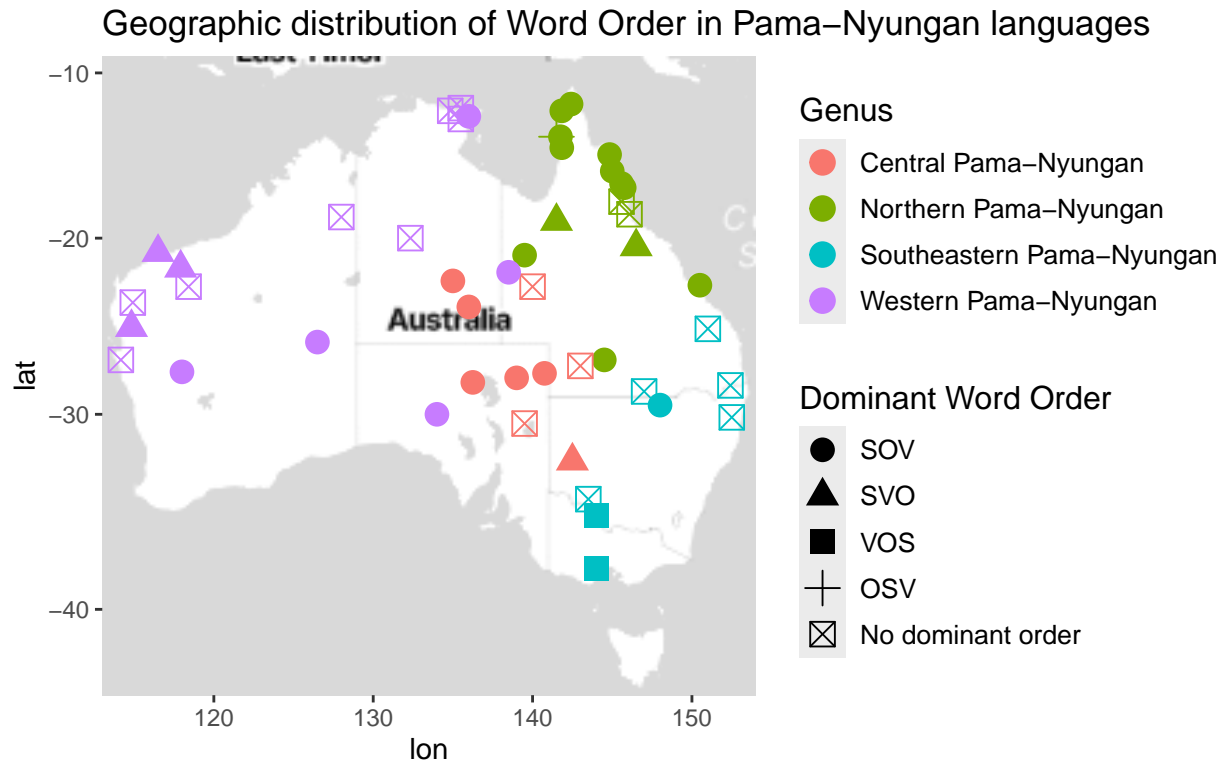 Geographic distribution of Word Order in Pama−Nyungan languages
East Timor
−10
−20
−30
−40
lat
Australia
120
130
140
150
lon
Genus
Central Pama−Nyungan
Northern Pama−Nyungan
Southeastern Pama−Nyungan
Western Pama−Nyungan
Dominant Word Order
SOV
SVO
VOS
OSV
No dominant order